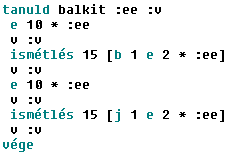 tanuld balkit :ee :v
e 10 * :ee
v :v
ismétlés 15 [b 1 e 2 * :ee]
v :v
e 10 * :ee
v :v
ismétlés 15 [j 1 e 2 * :ee]
v :v
vége